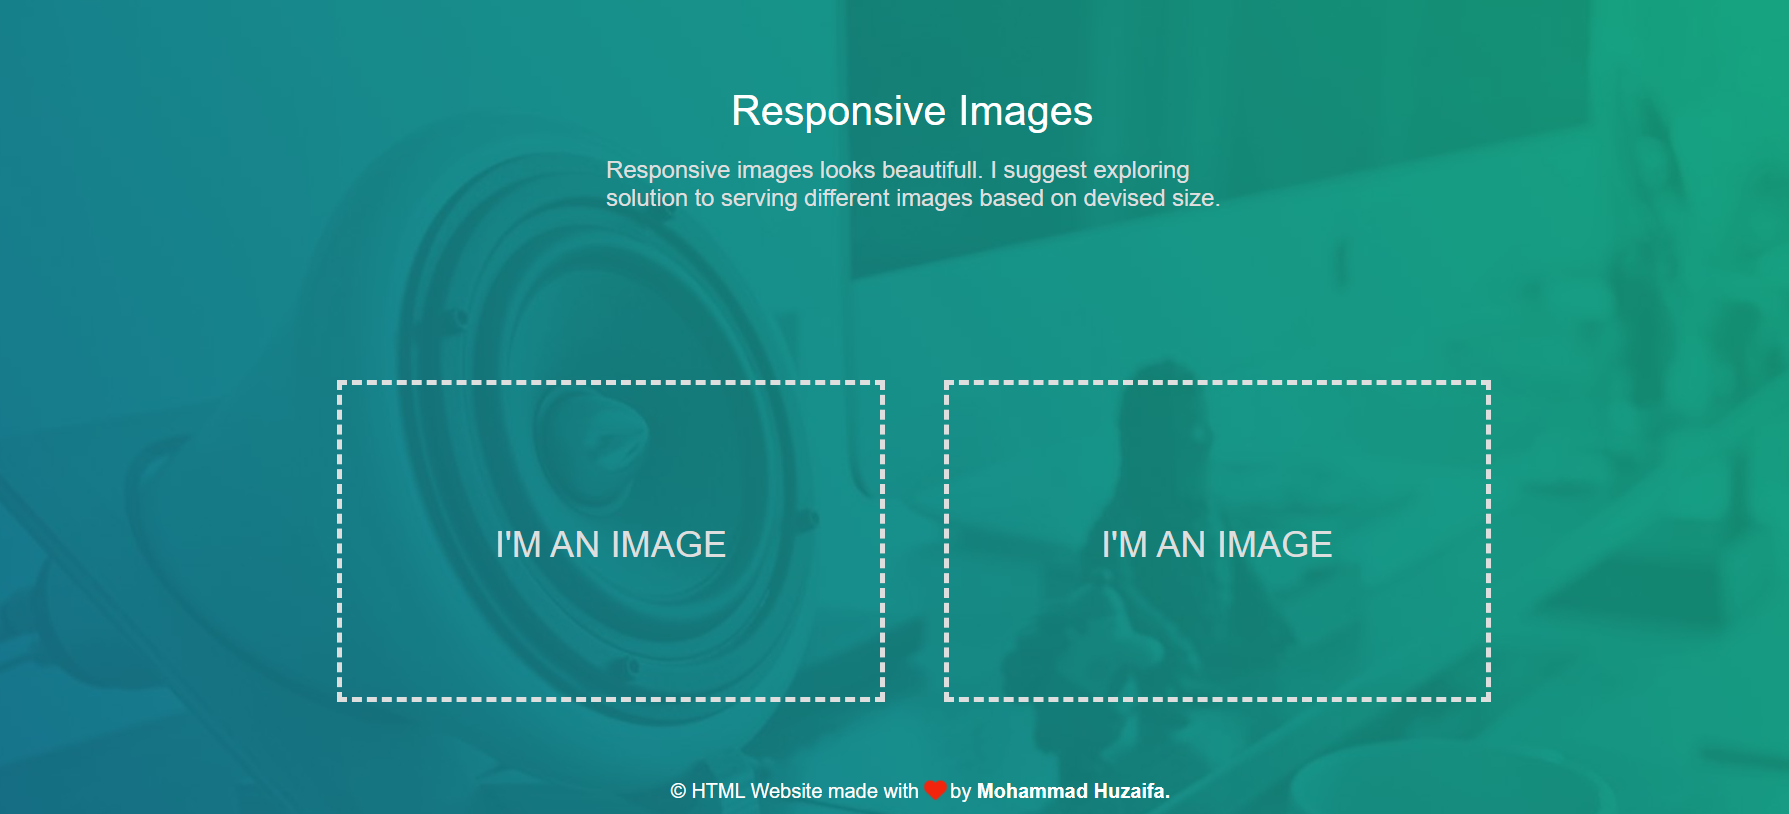 Responsive Images
Responsive images looks beautifull. I suggest exploring
solution to serving different images based on devised size.
I'M AN IMAGE
I'M AN IMAGE
© HTML Website made with ❤ by Mohammad Huzaifa.